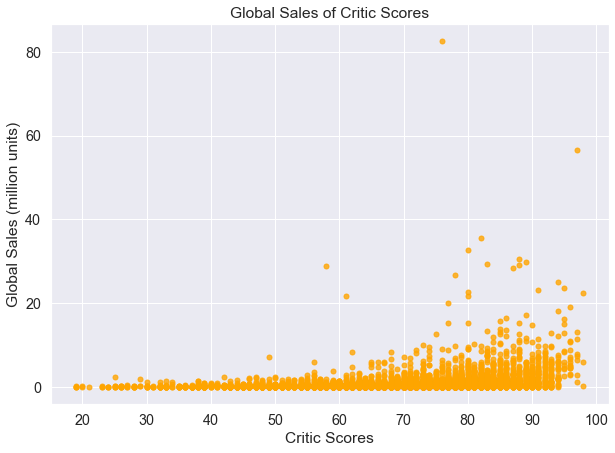 Global Sales of Critic Scores
Global Sales (million units)
80
60
40
20
0
20 30 40 50 60 70 80 90 100
Critic Scores